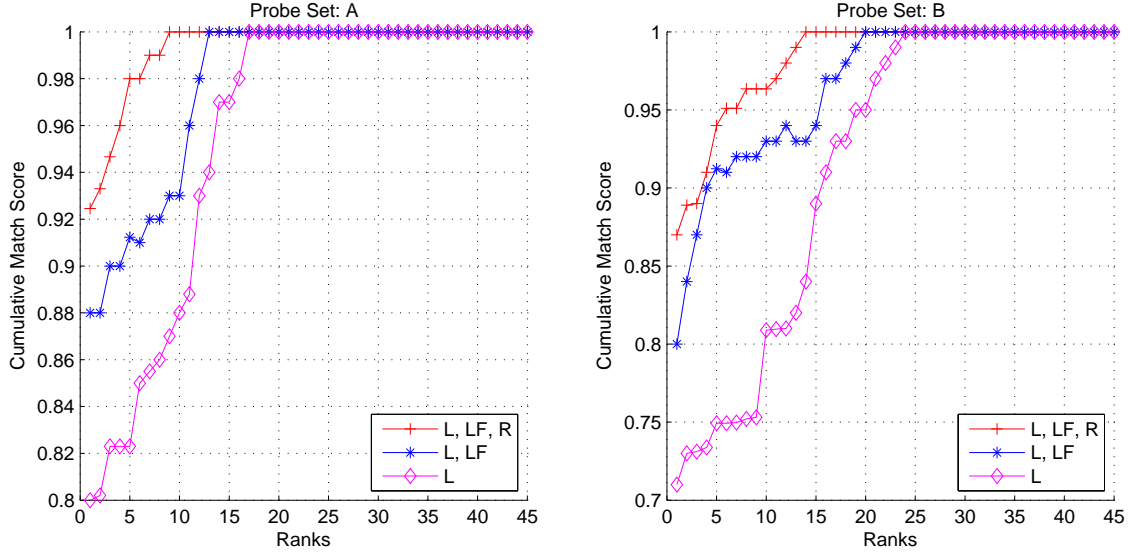 Probe Set: A
1
0.98
0.96
0.94
0.92
0.9
0.88
0.86
0.84
0.82
0.8
Cumulative Match Score
0 5 10 15 20 25 30 35 40 45
Ranks
L, LF, R
L, LF
L
Probe Set: B
1
0.95
0.9
0.85
0.8
0.75
0.7
Cumulative Match Score
0 5 10 15 20 25 30 35 40 45
Ranks
L, LF, R
L, LF
L